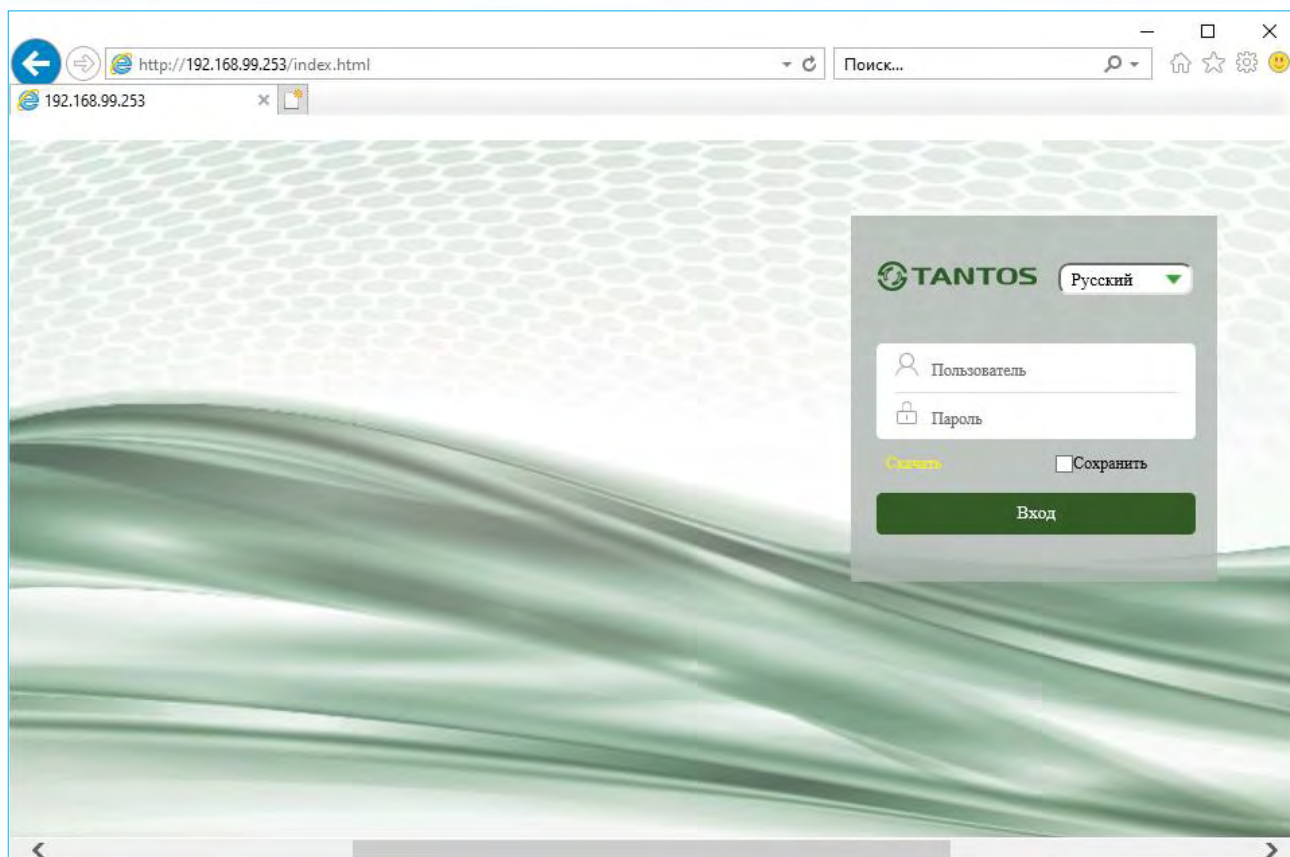 http://192.168.99.253/index.html
Поиск...
192.168.99.253
TANTOS
Русский
Пользователь
Пароль
Скачать
Сохранить
Вход